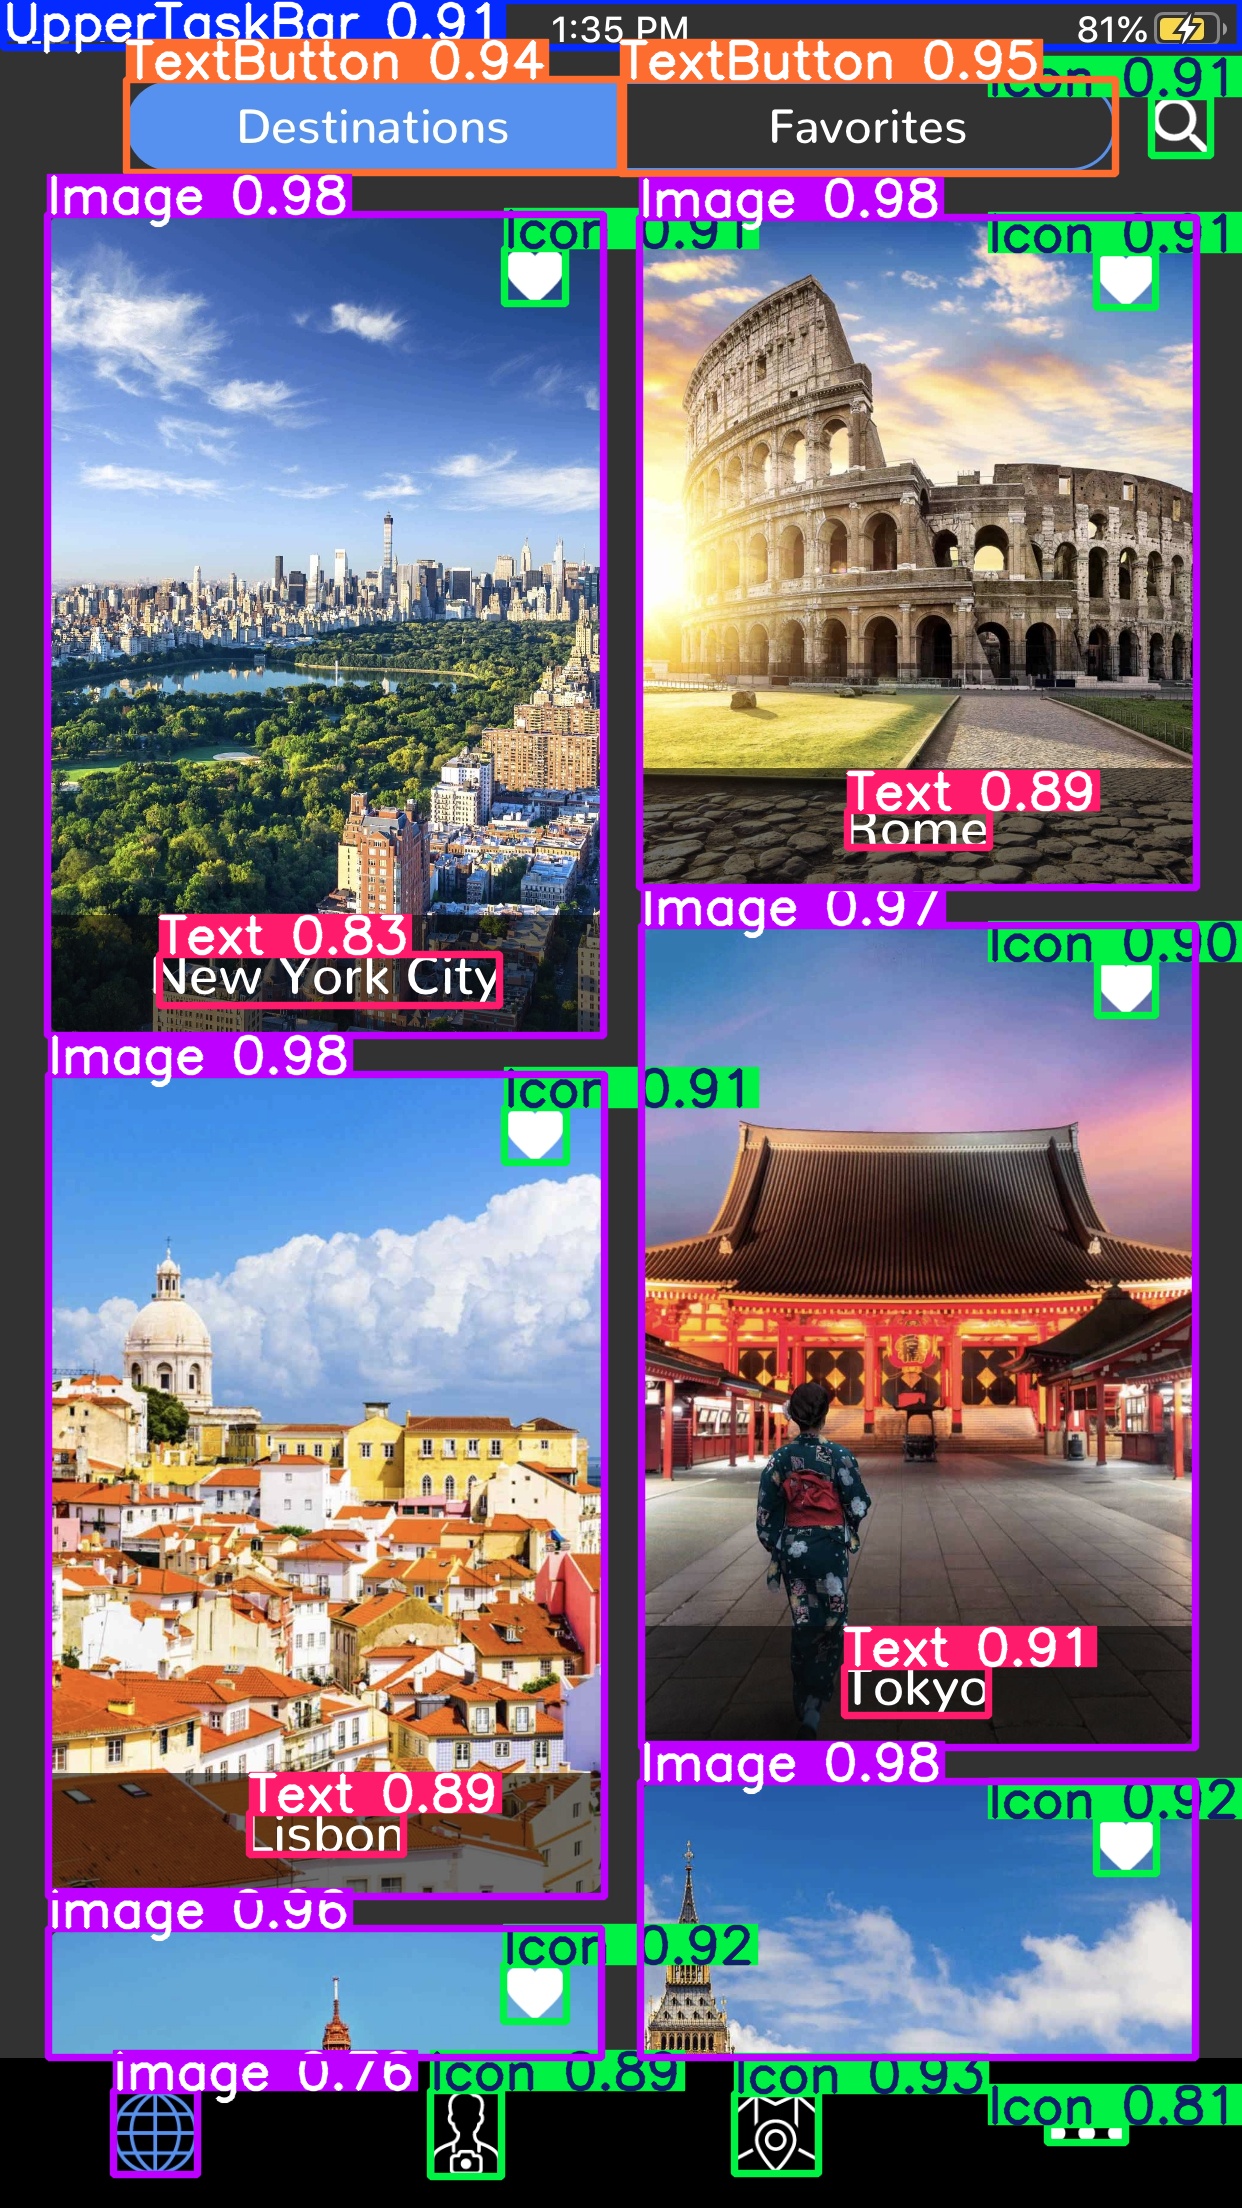 UpperTaskBar 0.91
1:35 PM
81%
TextButton 0.94
TextButton 0.95
Icon 0.91
Destinations
Favorites
Image 0.98
Icon 0.91
Image 0.98
Icon 0.91
Text 0.89
Rome
Image 0.97
Icon 0.90
Text 0.83
New York City
Image 0.98
Icon 0.91
Text 0.91
Tokyo
Image 0.98
Icon 0.92
Text 0.89
Lisbon
Image 0.96
Icon 0.92
Image 0.76
Icon 0.89
Icon 0.93
Icon 0.81